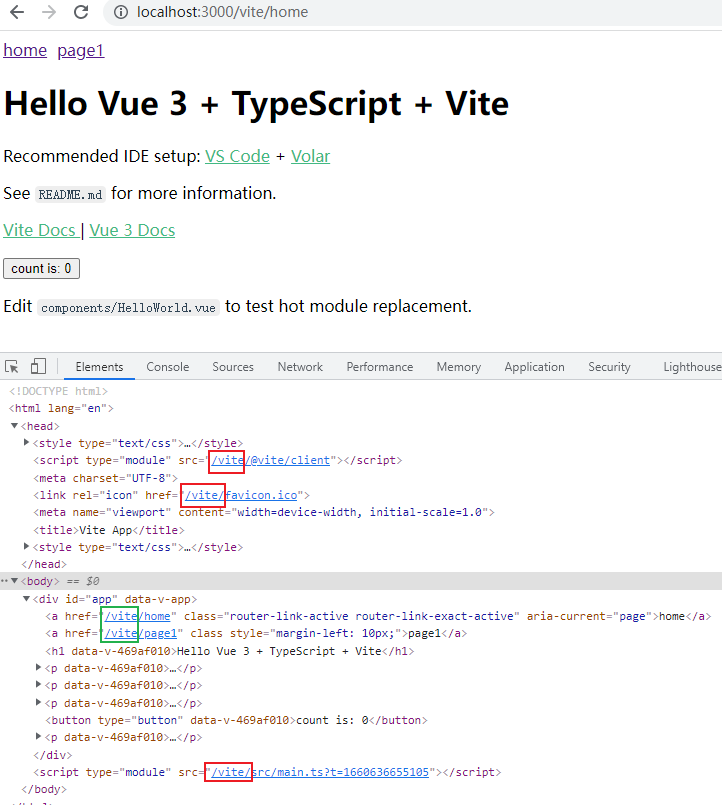 localhost:3000/vite/home
home page1
Hello Vue 3 + TypeScript + Vite
Recommended IDE setup: VS Code + Volar
See README.md for more information.
Vite Docs | Vue 3 Docs
count is: 0
Edit components/HelloWorld.vue to test hot module replacement.
Elements Console Sources Network Performance Memory Application Security Lighthouse
<!DOCTYPE html>
<html lang="en">
▼<head>
▶<style type="text/css">…</style>
<script type="module" src="/vite/@vite/client"></script>
<meta charset="UTF-8">
<link rel="icon" href="/vite/favicon.ico">
<meta name="viewport" content="width=device-width, initial-scale=1.0">
<title>Vite App</title>
▶<style type="text/css">…</style>
</head>
▼<body> == $0
▼<div id="app" data-v-app>
<a href="/vite/home" class="router-link-active router-link-exact-active" aria-current="page">home</a>
<a href="/vite/page1" class style="margin-left: 10px;">page1</a>
<h1 data-v-469af010>Hello Vue 3 + TypeScript + Vite</h1>
▶<p data-v-469af010>…</p>
▶<p data-v-469af010>…</p>
▶<p data-v-469af010>…</p>
<button type="button" data-v-469af010>count is: 0</button>
▶<p data-v-469af010>…</p>
</div>
<script type="module" src="/vite/src/main.ts?t=1660636655105"></script>
</body>